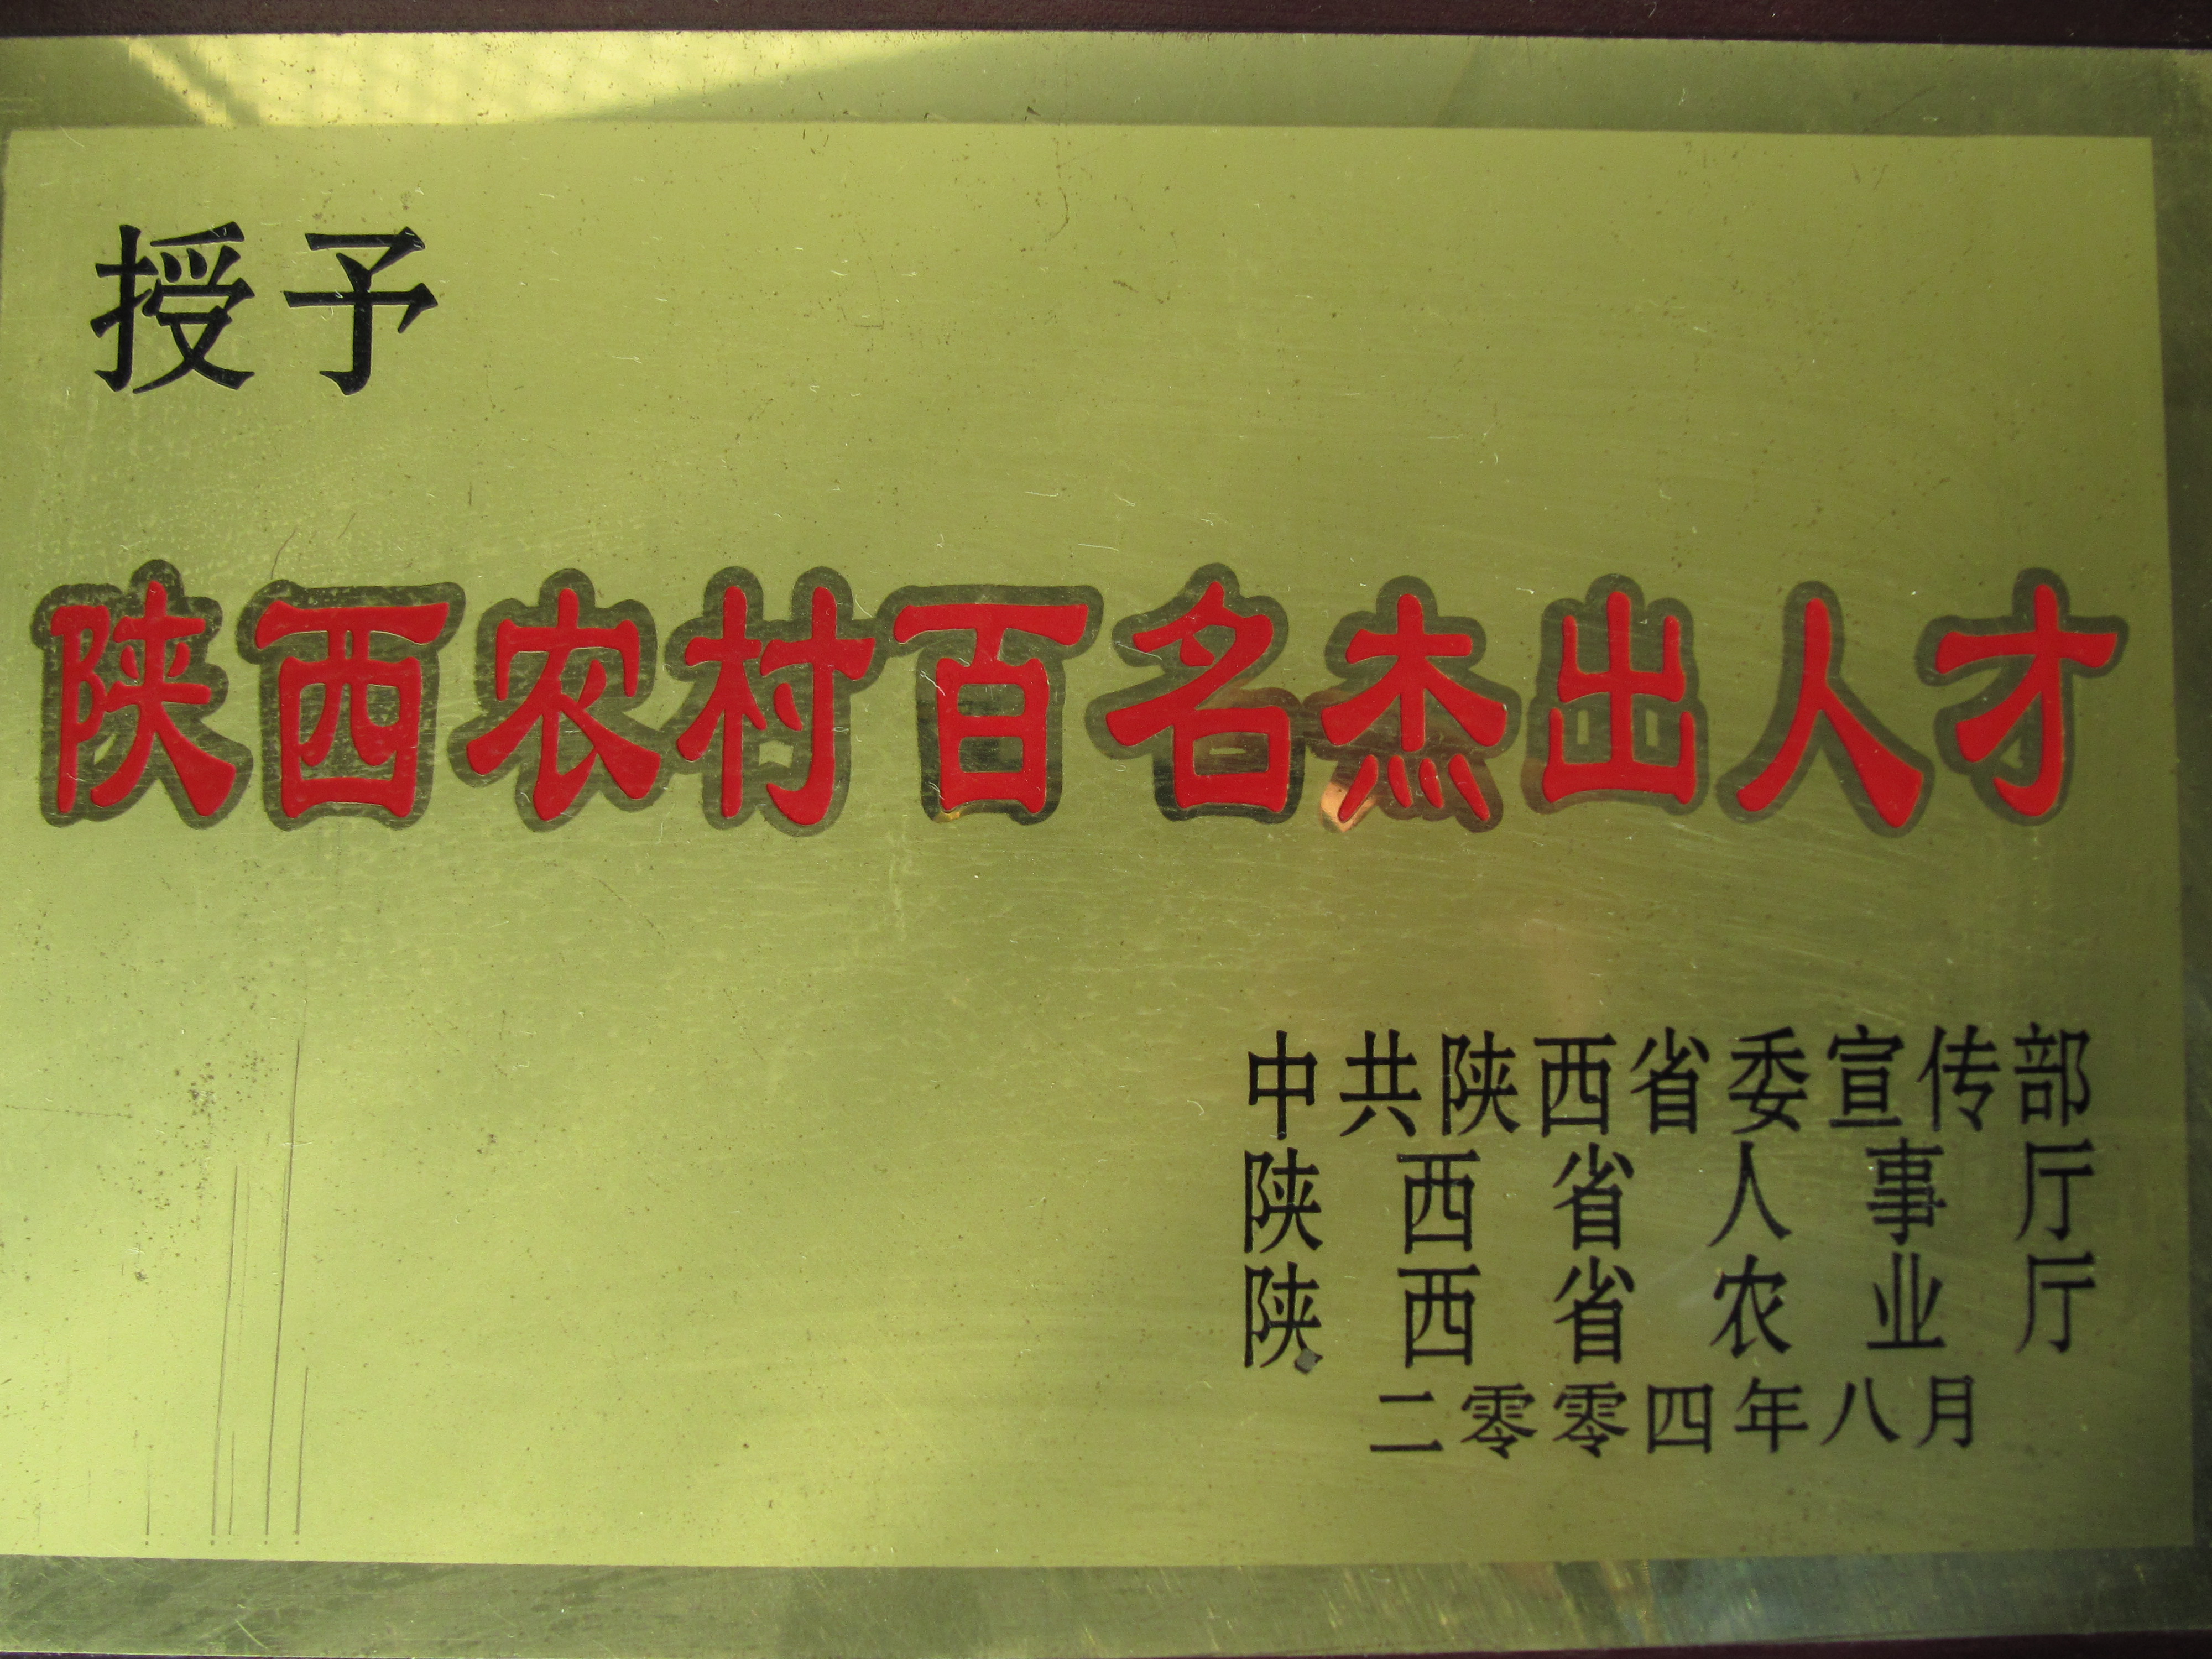 授予
陕西农村百名杰出人才
中共陕西省委宣传部
陕西省人事厅
陕西省农业厅
二零零四年八月